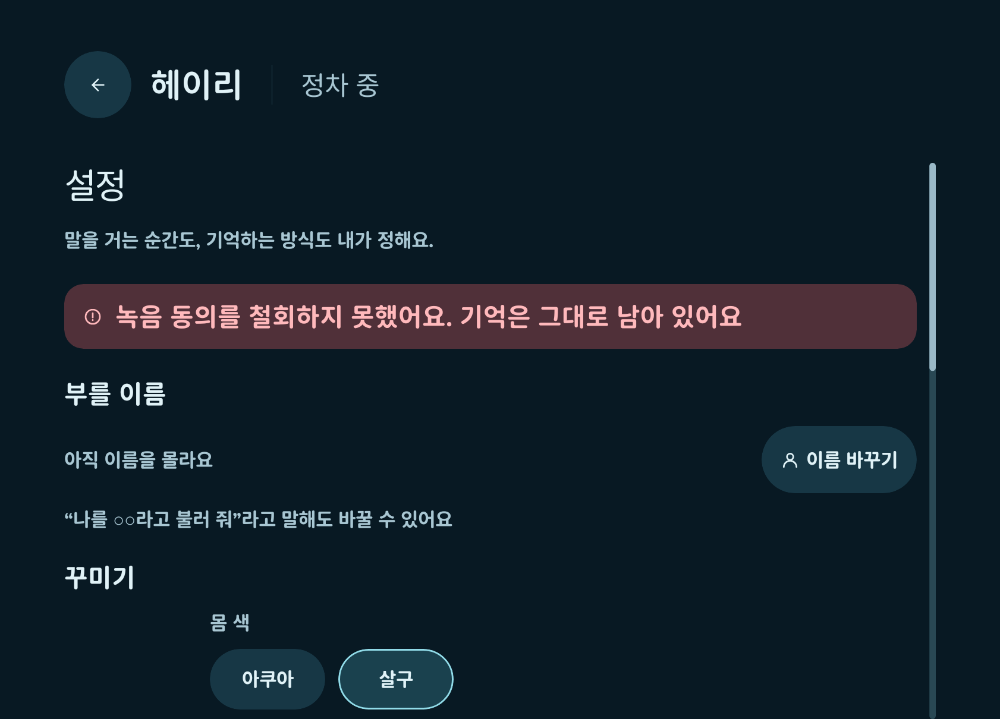 헤이리
정차 중
설정
말을 거는 순간도, 기억하는 방식도 내가 정해요.
녹음 동의를 철회하지 못했어요. 기억은 그대로 남아 있어요
부를 이름
아직 이름을 몰라요
이름 바꾸기
“나를 ○○라고 불러 줘”라고 말해도 바꿀 수 있어요
꾸미기
몸 색
아쿠아
살구